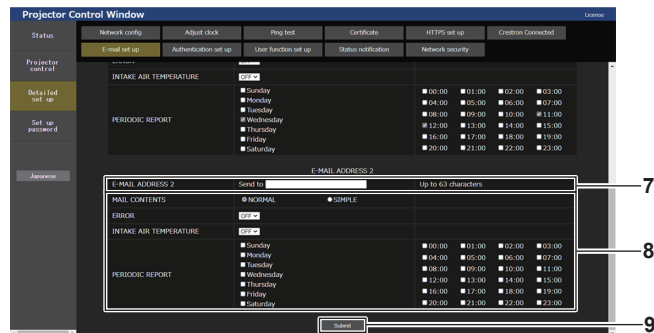 Projector Control Window
License
Status
Network config
Adjust clock
Ping test
Certificate
HTTPS set up
Crestron Connected
E-mail set up
Authentication set up
User function set up
Status notification
Network security
Projector control
Detailed set up
Set up password
Japanese
ERROR
OFF
INTAKE AIR TEMPERATURE
OFF
PERIODIC REPORT
Sunday
Monday
Tuesday
Wednesday
Thursday
Friday
Saturday
00:00 01:00 02:00 03:00
04:00 05:00 06:00 07:00
08:00 09:00 10:00 11:00
12:00 13:00 14:00 15:00
16:00 17:00 18:00 19:00
20:00 21:00 22:00 23:00
E-MAIL ADDRESS 2
E-MAIL ADDRESS 2 Send to Up to 63 characters
7
MAIL CONTENTS NORMAL SIMPLE
ERROR OFF
INTAKE AIR TEMPERATURE OFF
8
PERIODIC REPORT
Sunday
Monday
Tuesday
Wednesday
Thursday
Friday
Saturday
00:00 01:00 02:00 03:00
04:00 05:00 06:00 07:00
08:00 09:00 10:00 11:00
12:00 13:00 14:00 15:00
16:00 17:00 18:00 19:00
20:00 21:00 22:00 23:00
Submit
9